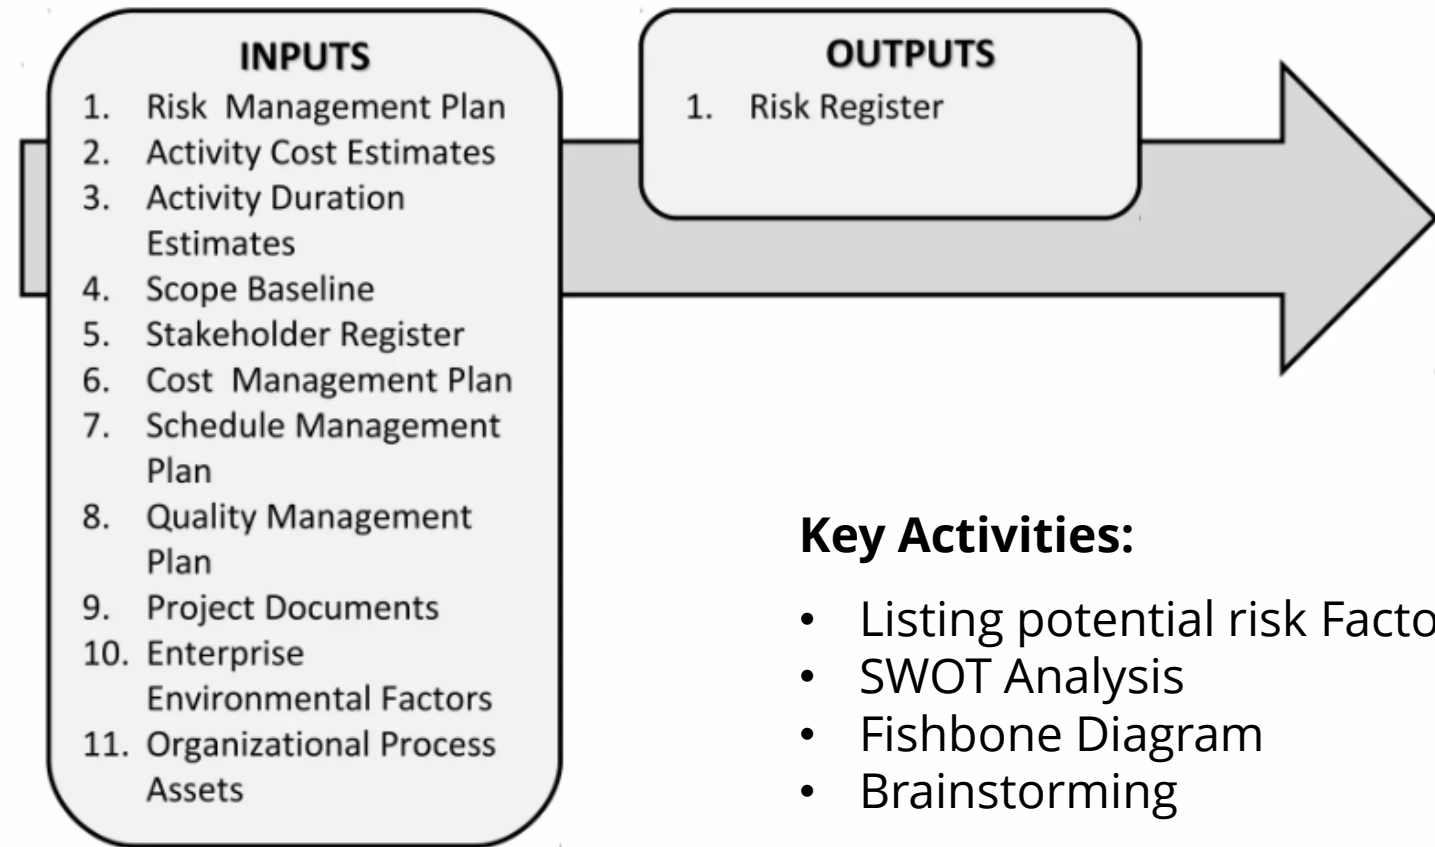 INPUTS
1. Risk Management Plan
2. Activity Cost Estimates
3. Activity Duration
Estimates
4. Scope Baseline
5. Stakeholder Register
6. Cost Management Plan
7. Schedule Management
Plan
8. Quality Management
Plan
9. Project Documents
10. Enterprise
Environmental Factors
11. Organizational Process
Assets
OUTPUTS
1. Risk Register
Key Activities:
• Listing potential risk Facto
• SWOT Analysis
• Fishbone Diagram
• Brainstorming